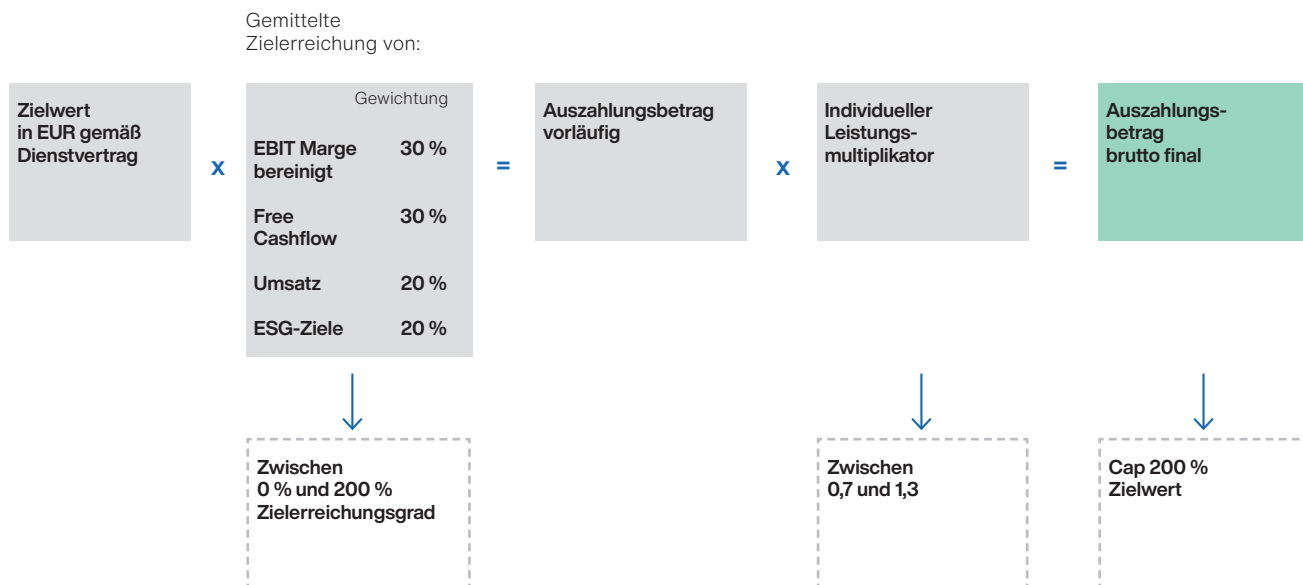 Gemittelte
Zielerreichung von:
Zielwert
in EUR gemäß
Dienstvertrag
x
Gewichtung
EBIT Marge 30 %
bereinigt
Free 30 %
Cashflow
Umsatz 20 %
ESG-Ziele 20 %
=
Auszahlungsbetrag
vorläufig
x
Individueller
Leistungs-
multiplikator
=
Auszahlungs-
betrag
brutto final
Zwischen
0 % und 200 %
Zielerreichungsgrad
Zwischen
0,7 und 1,3
Cap 200 %
Zielwert